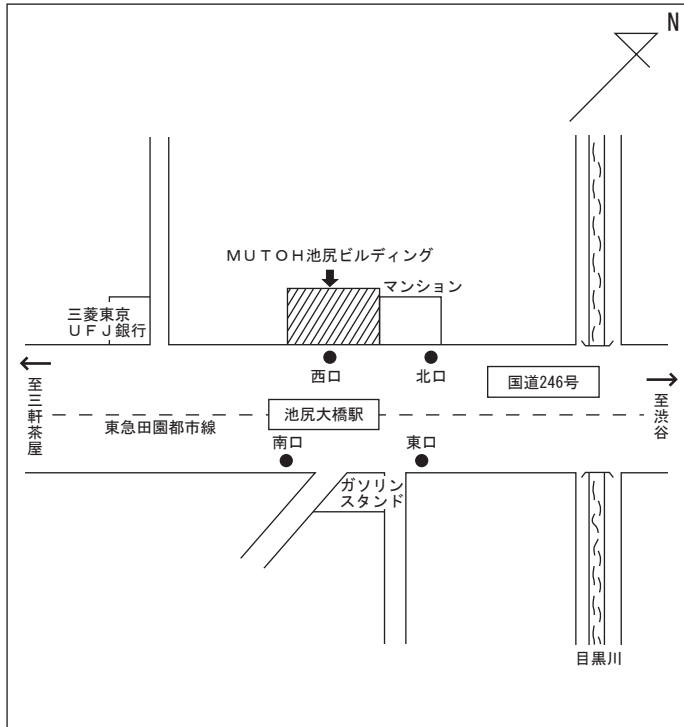 N
MUTOH池尻ビルディング
マンション
三菱東京
UFJ銀行
西口
北口
国道246号
至三軒茶屋
至渋谷
池尻大橋駅
東急田園都市線
南口
東口
ガソリン
スタンド
目黒川